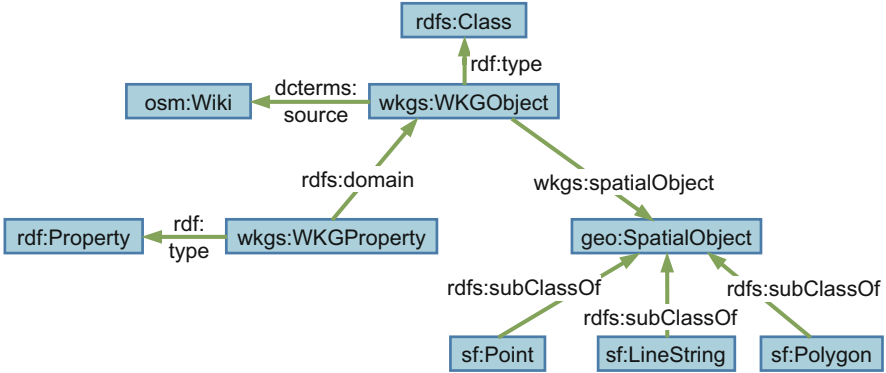 rdfs:Class
rdf:type
osm:Wiki
dcterms:
source
wkgs:WKGObject
rdfs:domain
wkgs:spatialObject
rdf:Property
rdf:
type
wkgs:WKGProperty
geo:SpatialObject
rdfs:subClassOf
rdfs:subClassOf
rdfs:subClassOf
sf:Point
sf:LineString
sf:Polygon